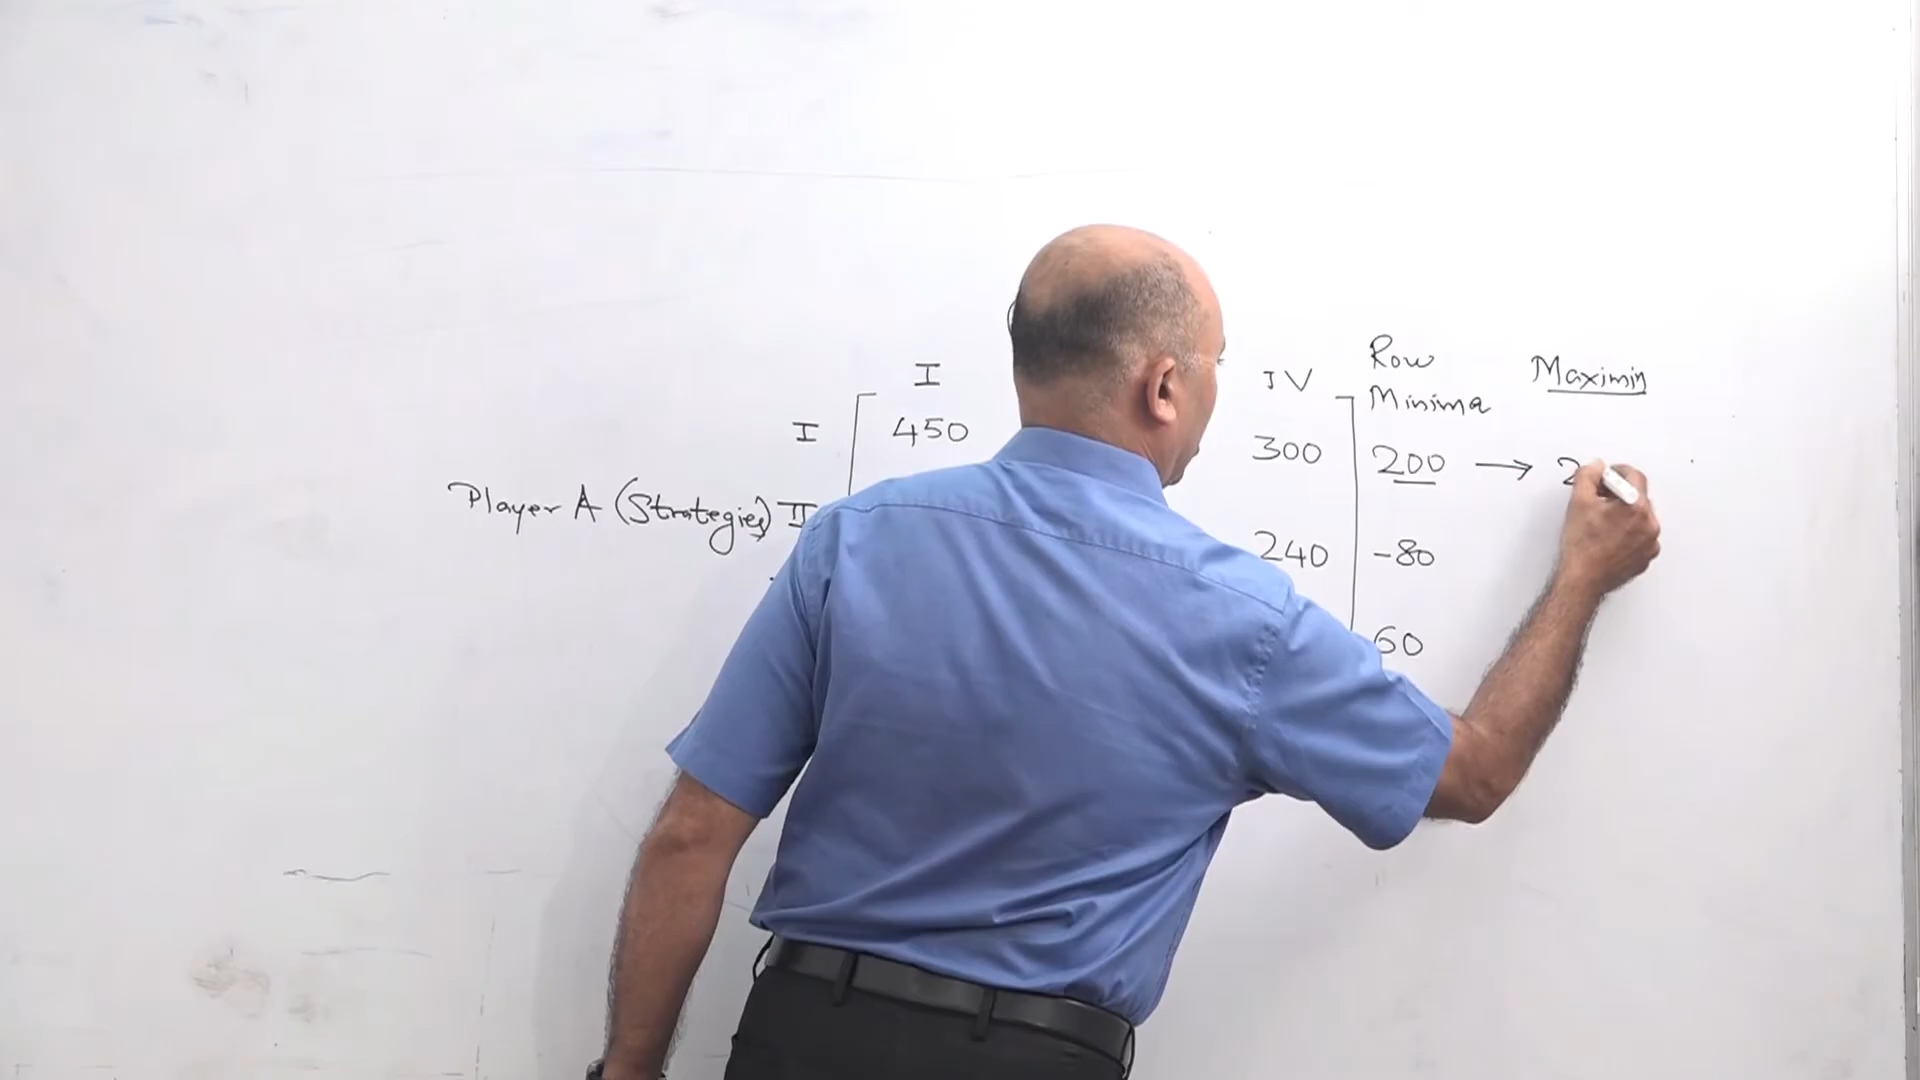 I IV Row Minima Maximin
I 450 300 200 → 2
Player A (Strategies) II 240 -80
60